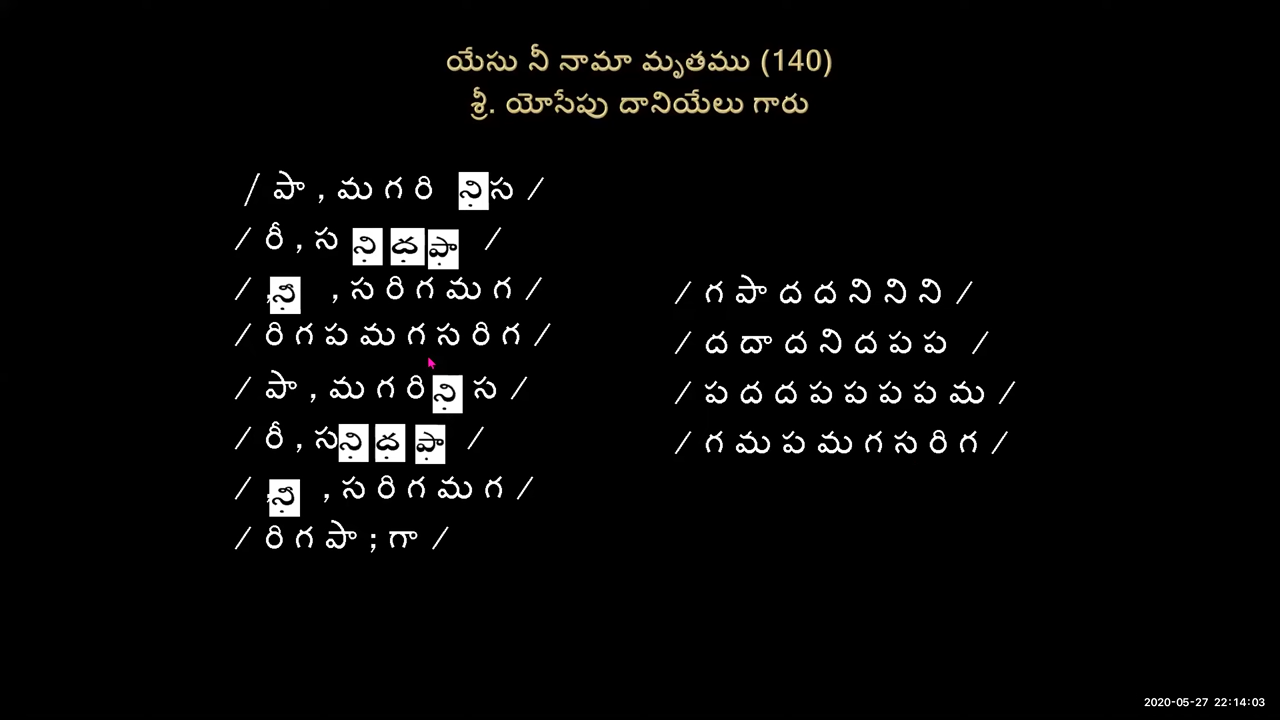 యేసు నీ నామా మృతము (140)
శ్రీ. యోసేపు దానియేలు గారు
/ పా , మ గ రి ని స /
/ రీ , స ని ద పా /
/ , నీ , స రి గ మ గ /
/ రి గ ప మ గ స రి గ /
/ పా , మ గ రి ని స /
/ రీ , స ని ద పా /
/ , నీ , స రి గ మ గ /
/ రి గ పా ; గా /
/ గ పా ద ద ని ని ని /
/ ద దా ద ని ద ప ప /
/ ప ద ద ప ప ప ప మ /
/ గ మ ప మ గ స రి గ /
2020-05-27 22:14:03